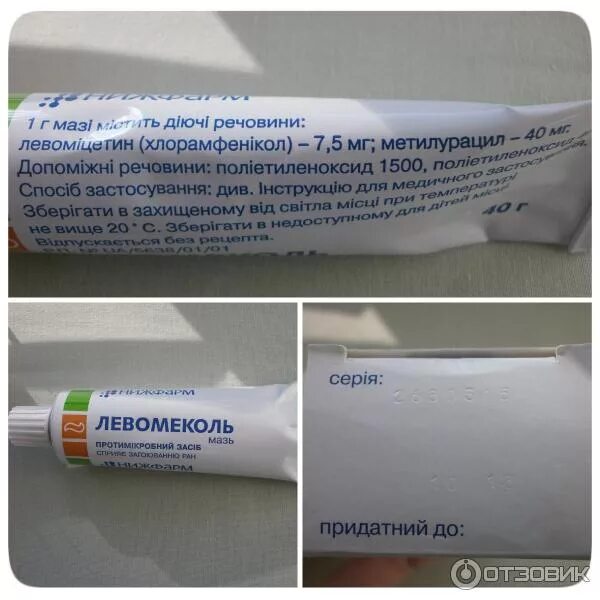 НИЖФАРМ
1 г мазі містить діючі речовини:
левоміцетин (хлорамфенікол) – 7,5 мг; метилурацил – 40 мг.
Допоміжні речовини: поліетиленоксид 1500, поліетиленоксид
Спосіб застосування: див. Інструкцію для медичного застосування.
Зберігати в захищеному від світла місці при температурі
не вище 20°С. Зберігати в недоступному для дітей місці.
Відпускається без рецепта.
40 г
НИЖФАРМ
ЛЕВОМЕКОЛЬ
мазь
ПРОТИМІКРОБНИЙ ЗАСІБ
СПРИЯЄ ЗАГОЮВАННЮ РАН
НИЖФАРМ
серія:
придатний до:
ОТЗОВИК